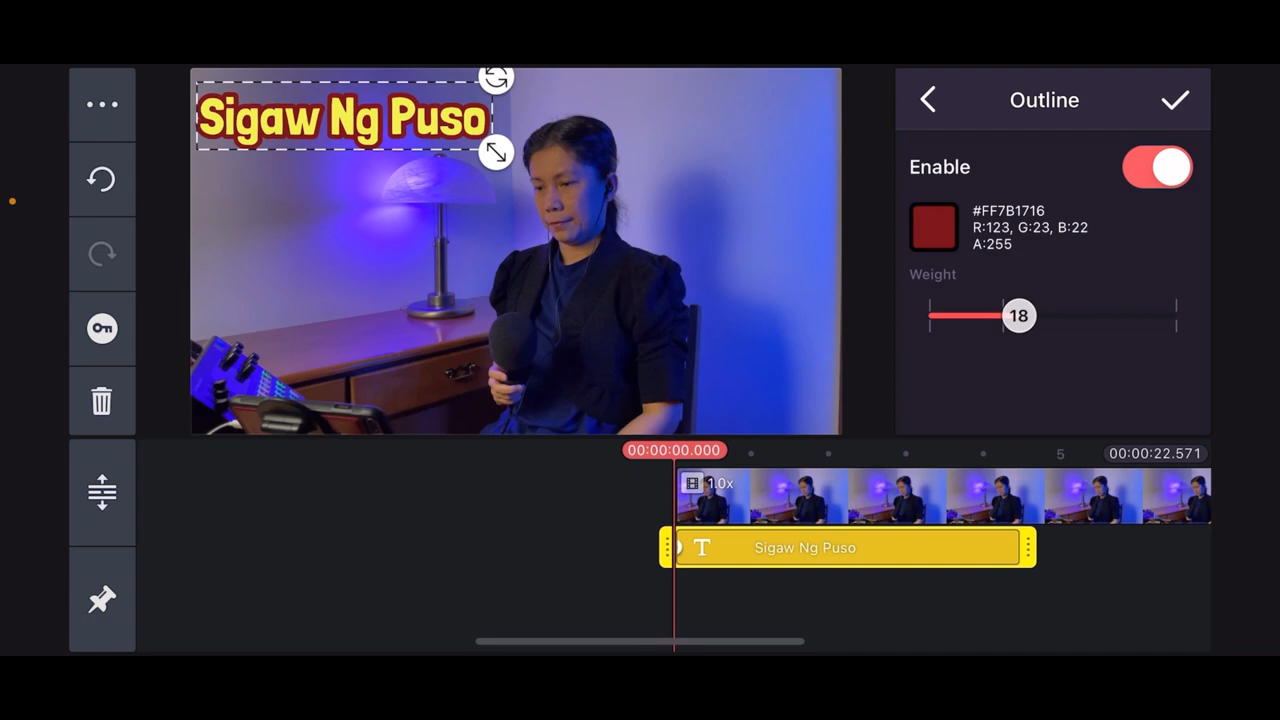 Sigaw Ng Puso
Outline
Enable
#FF7B1716
R:123, G:23, B:22
A:255
Weight
18
00:00:00.000
5
00:00:22.571
1.0x
T
Sigaw Ng Puso